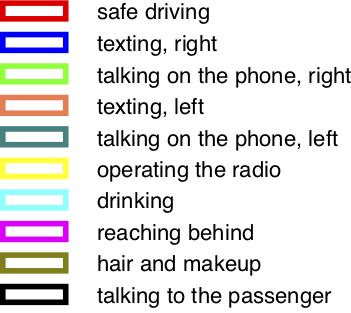 safe driving
texting, right
talking on the phone, right
texting, left
talking on the phone, left
operating the radio
drinking
reaching behind
hair and makeup
talking to the passenger